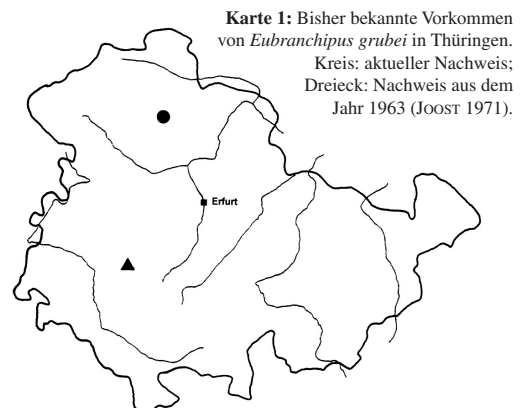 Karte 1: Bisher bekannte Vorkommen
von Eubranchipus grubei in Thüringen.
Kreis: aktueller Nachweis;
Dreieck: Nachweis aus dem
Jahr 1963 (JOOST 1971).
Erfurt